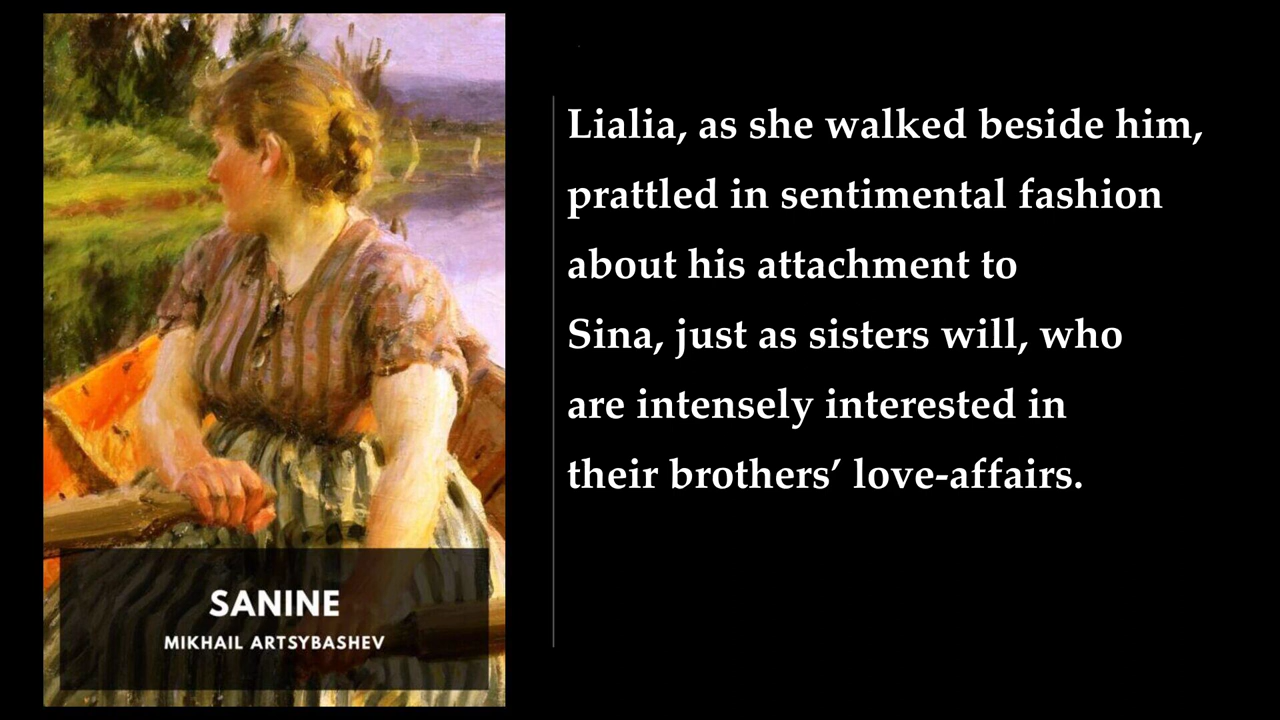 SANINE
MIKHAIL ARTSYBASHEV
Lialia, as she walked beside him,
prattled in sentimental fashion
about his attachment to
Sina, just as sisters will, who
are intensely interested in
their brothers’ love-affairs.